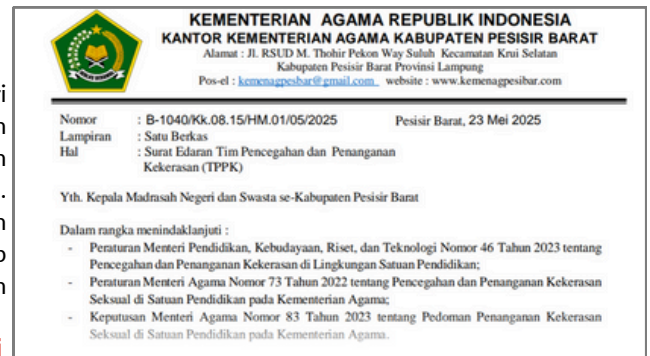 KEMENTERIAN AGAMA REPUBLIK INDONESIA
KANTOR KEMENTERIAN AGAMA KABUPATEN PESISIR BARAT
Alamat : Jl. RSUD M. Thohir Pekon Way Suluh Kecamatan Krui Selatan
Kabupaten Pesisir Barat Provinsi Lampung
Pos-el : kemenagpesbar@gmail.com website : www.kemenagpesibar.com
Nomor : B-1040/Kk.08.15/HM.01/05/2025 Pesisir Barat, 23 Mei 2025
Lampiran : Satu Berkas
Hal : Surat Edaran Tim Pencegahan dan Penanganan
Kekerasan (TPPK)
Yth. Kepala Madrasah Negeri dan Swasta se-Kabupaten Pesisir Barat
Dalam rangka menindaklanjuti :
- Peraturan Menteri Pendidikan, Kebudayaan, Riset, dan Teknologi Nomor 46 Tahun 2023 tentang
Pencegahan dan Penanganan Kekerasan di Lingkungan Satuan Pendidikan;
- Peraturan Menteri Agama Nomor 73 Tahun 2022 tentang Pencegahan dan Penanganan Kekerasan
Seksual di Satuan Pendidikan pada Kementerian Agama;
- Keputusan Menteri Agama Nomor 83 Tahun 2023 tentang Pedoman Penanganan Kekerasan
Seksual di Satuan Pendidikan pada Kementerian Agama.